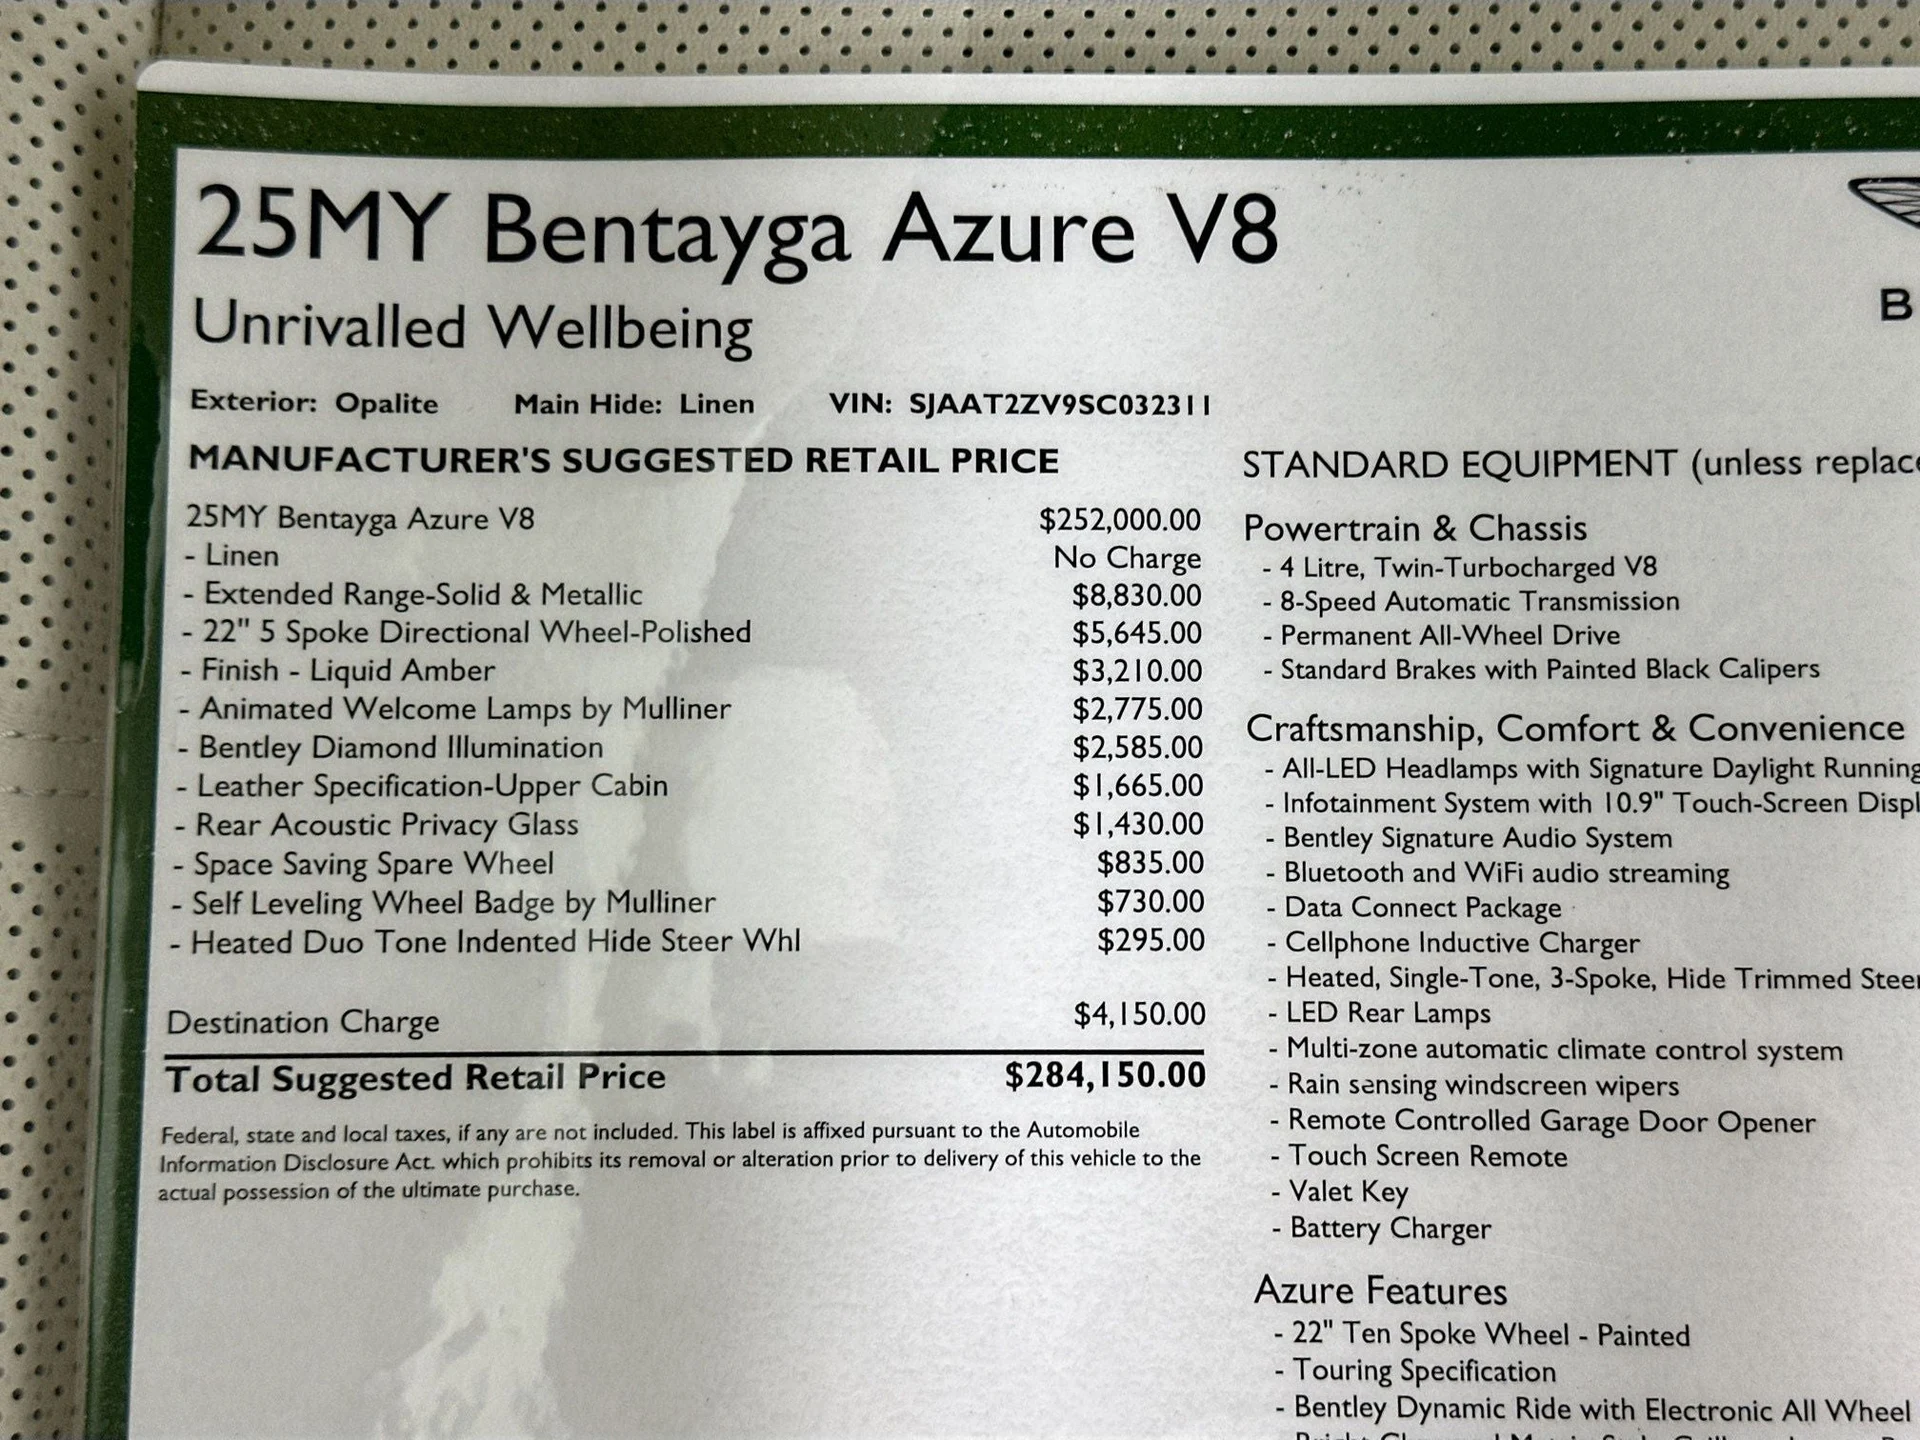 25MY Bentayga Azure V8
Unrivalled Wellbeing
B
Exterior: Opalite Main Hide: Linen VIN: SJAAT2ZV9SC032311
MANUFACTURER'S SUGGESTED RETAIL PRICE
25MY Bentayga Azure V8 $252,000.00
- Linen No Charge
- Extended Range-Solid & Metallic $8,830.00
- 22" 5 Spoke Directional Wheel-Polished $5,645.00
- Finish - Liquid Amber $3,210.00
- Animated Welcome Lamps by Mulliner $2,775.00
- Bentley Diamond Illumination $2,585.00
- Leather Specification-Upper Cabin $1,665.00
- Rear Acoustic Privacy Glass $1,430.00
- Space Saving Spare Wheel $835.00
- Self Leveling Wheel Badge by Mulliner $730.00
- Heated Duo Tone Indented Hide Steer Whl $295.00
Destination Charge $4,150.00
Total Suggested Retail Price $284,150.00
Federal, state and local taxes, if any are not included. This label is affixed pursuant to the Automobile
Information Disclosure Act. which prohibits its removal or alteration prior to delivery of this vehicle to the
actual possession of the ultimate purchase.
STANDARD EQUIPMENT (unless replace
Powertrain & Chassis
- 4 Litre, Twin-Turbocharged V8
- 8-Speed Automatic Transmission
- Permanent All-Wheel Drive
- Standard Brakes with Painted Black Calipers
Craftsmanship, Comfort & Convenience
- All-LED Headlamps with Signature Daylight Running
- Infotainment System with 10.9" Touch-Screen Displ
- Bentley Signature Audio System
- Bluetooth and WiFi audio streaming
- Data Connect Package
- Cellphone Inductive Charger
- Heated, Single-Tone, 3-Spoke, Hide Trimmed Steer
- LED Rear Lamps
- Multi-zone automatic climate control system
- Rain sensing windscreen wipers
- Remote Controlled Garage Door Opener
- Touch Screen Remote
- Valet Key
- Battery Charger
Azure Features
- 22" Ten Spoke Wheel - Painted
- Touring Specification
- Bentley Dynamic Ride with Electronic All Wheel